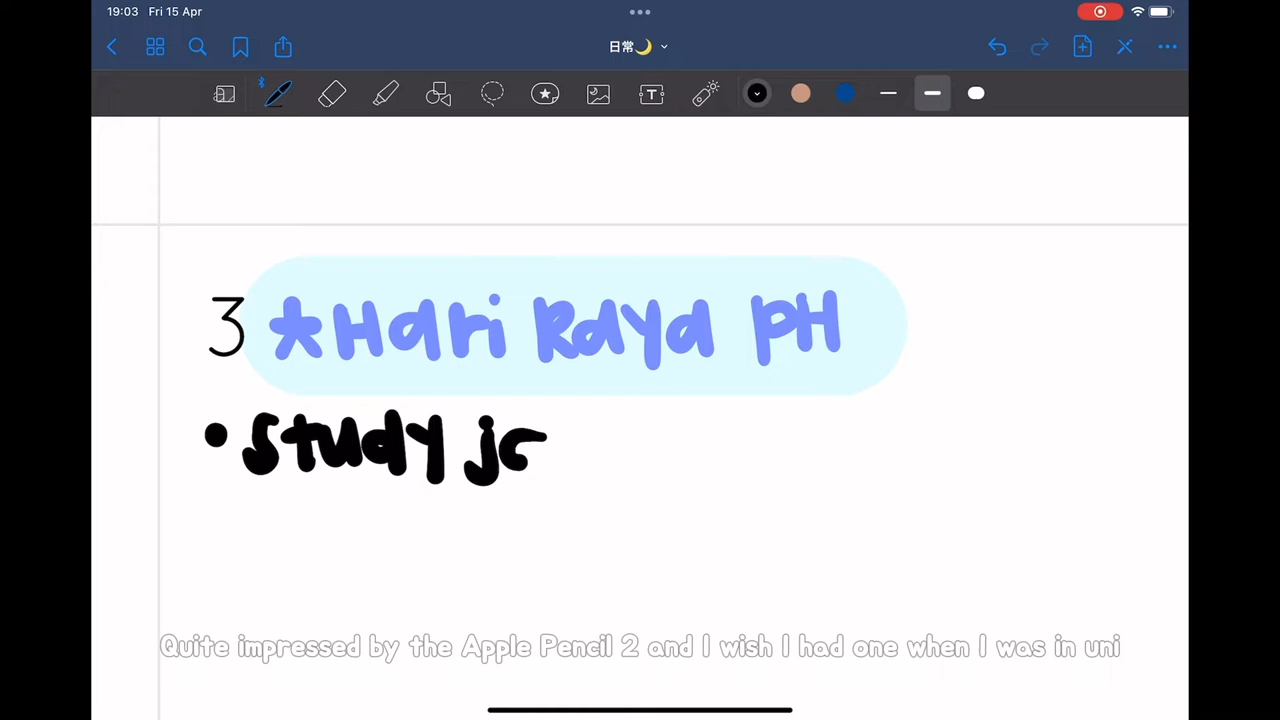 19:03 Fri 15 Apr
日常🌙
3 *Hari Raya PH
• study jc
Quite impressed by the Apple Pencil 2 and I wish I had one when I was in uni